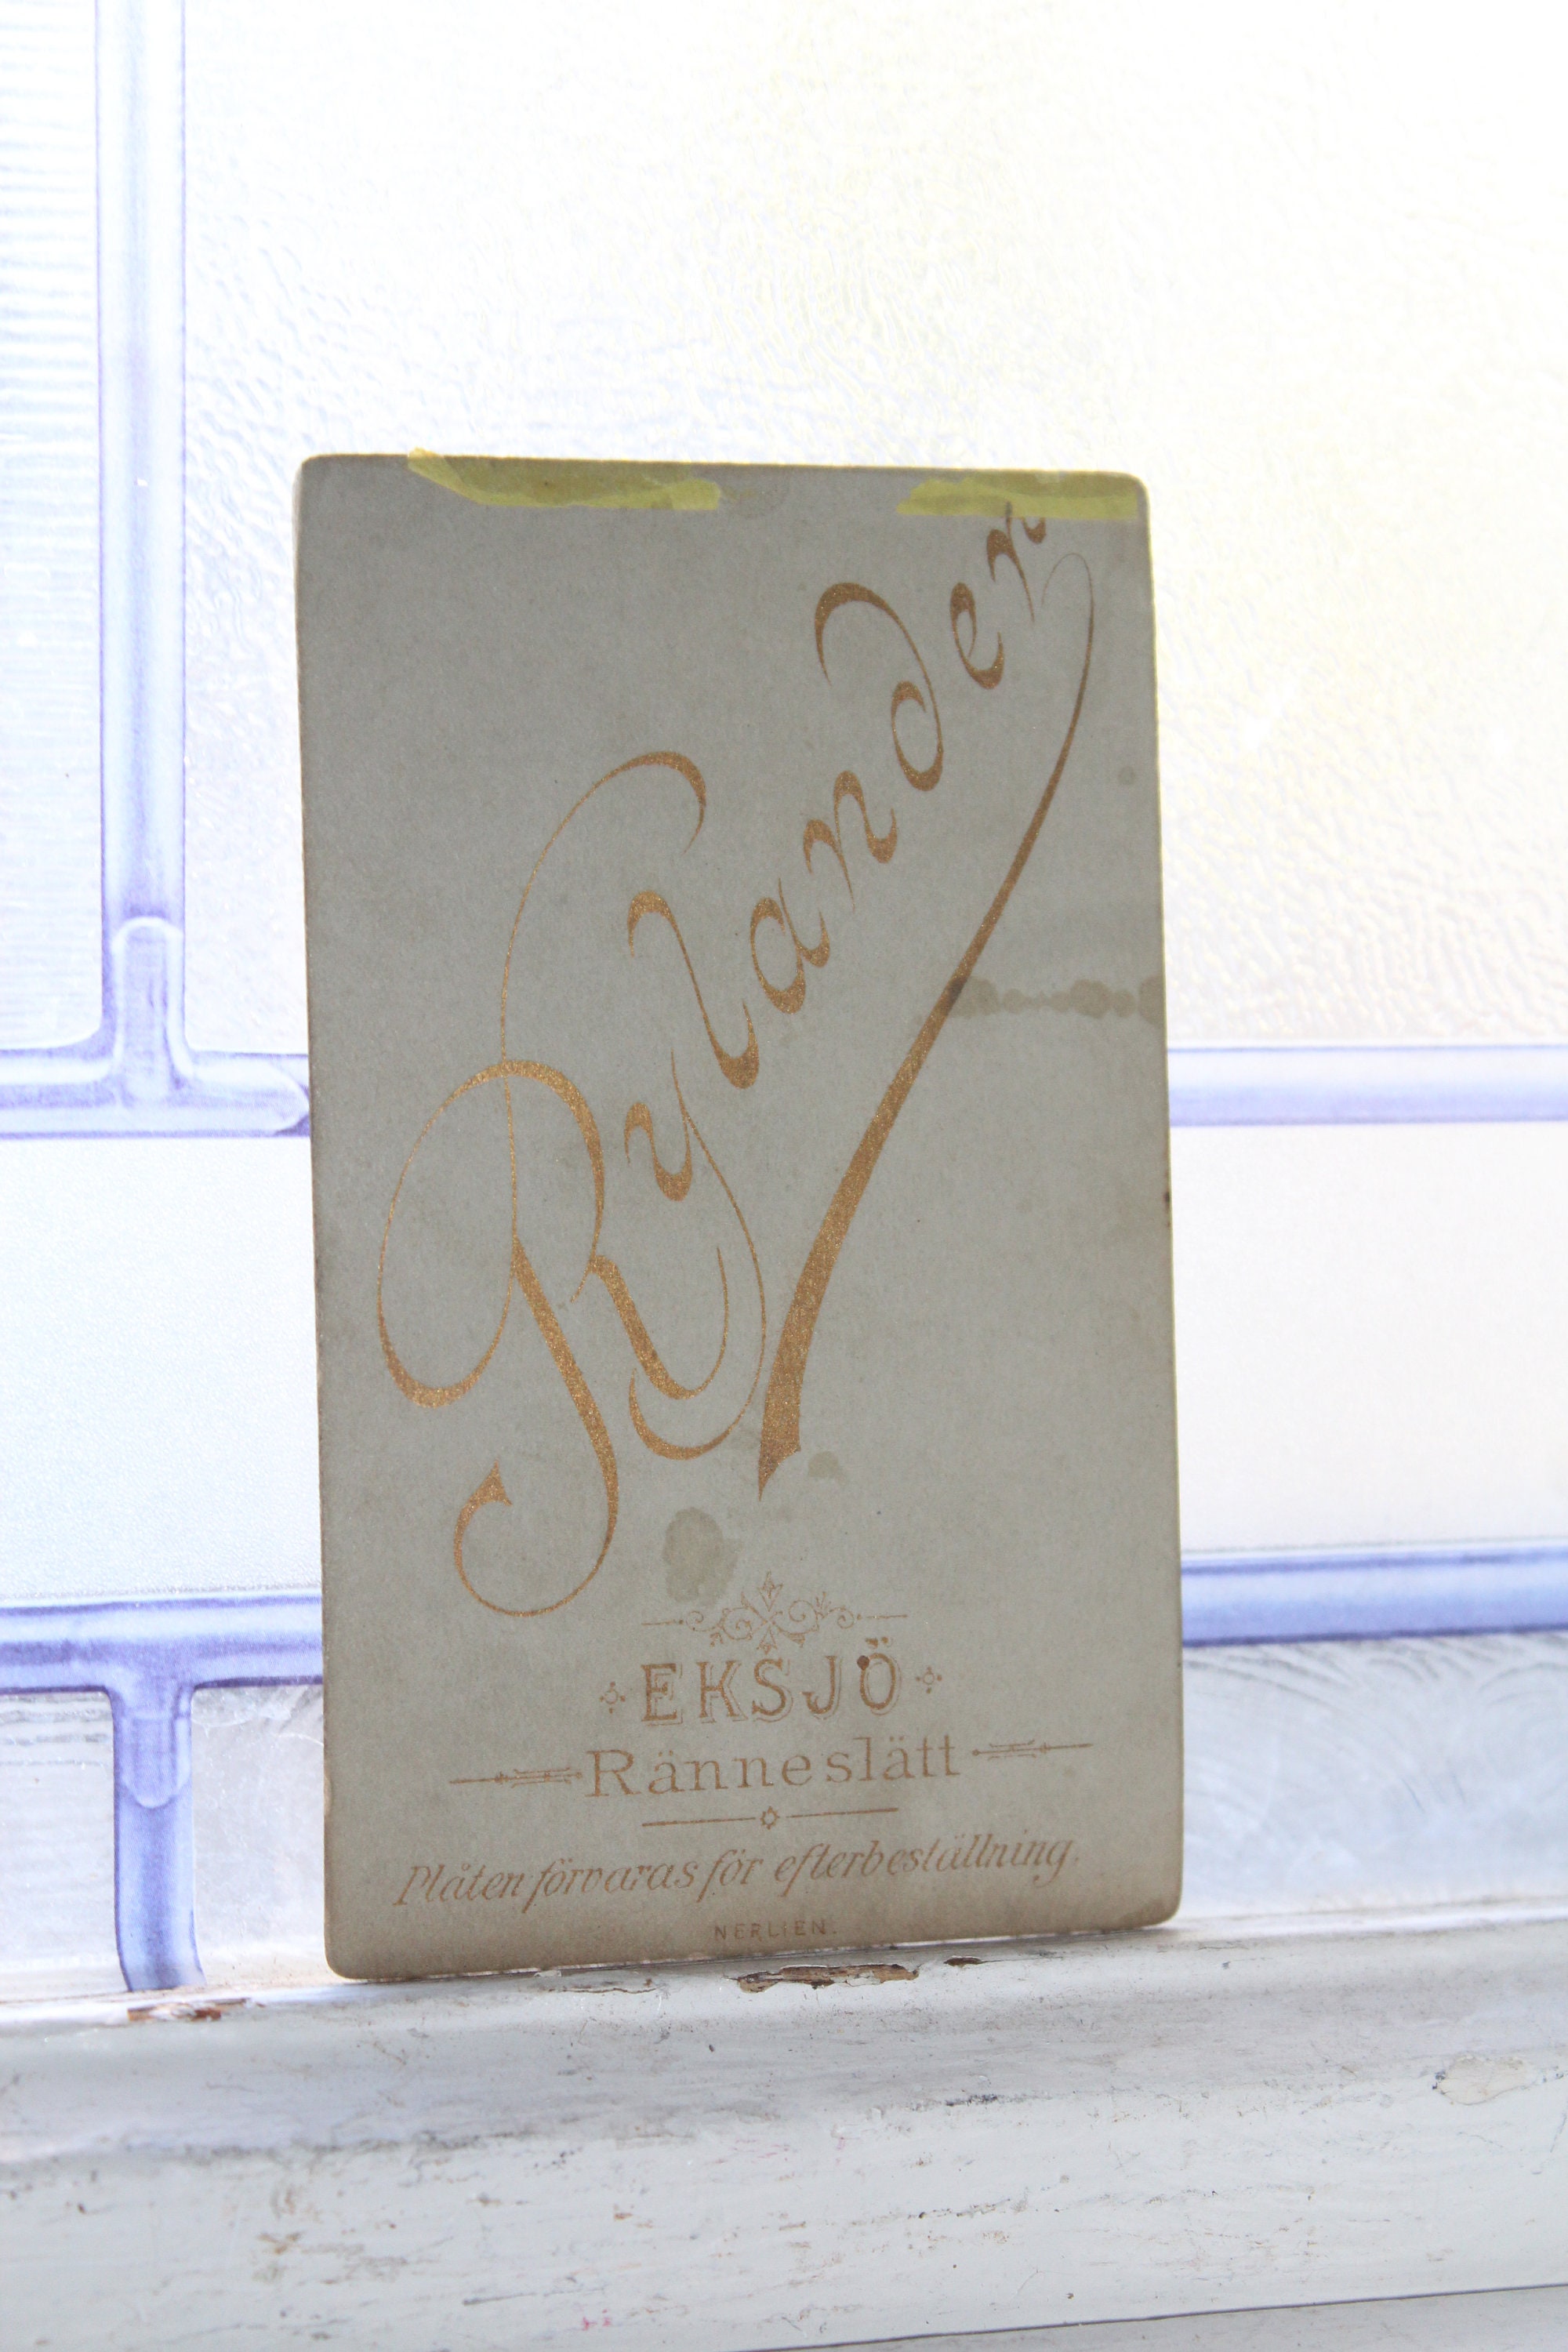 Rylander
EKSJÖ
Ränneslätt
Plåten förvaras för efterbeställning.
NERLIEN.